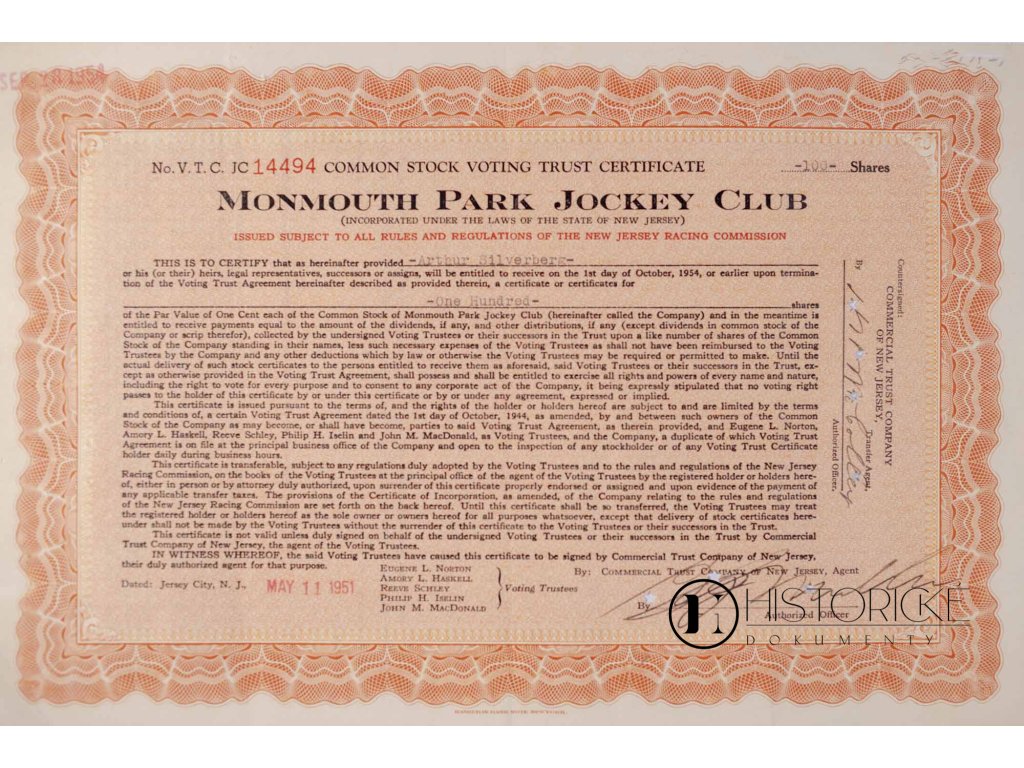 No. V. T. C. JC 14494 COMMON STOCK VOTING TRUST CERTIFICATE -100- Shares
MONMOUTH PARK JOCKEY CLUB
(INCORPORATED UNDER THE LAWS OF THE STATE OF NEW JERSEY)
ISSUED SUBJECT TO ALL RULES AND REGULATIONS OF THE NEW JERSEY RACING COMMISSION
THIS IS TO CERTIFY that as hereinafter provided -Arthur Silverberg-
or his (or their) heirs, legal representatives, successors or assigns, will be entitled to receive on the 1st day of October, 1954, or earlier upon termina-
tion of the Voting Trust Agreement hereinafter described as provided therein, a certificate or certificates for
-One Hundred- shares
of the Par Value of One Cent each of the Common Stock of Monmouth Park Jockey Club (hereinafter called the Company) and in the meantime is
entitled to receive payments equal to the amount of the dividends, if any, and other distributions, if any (except dividends in common stock of the
Company or scrip therefor), collected by the undersigned Voting Trustees or their successors in the Trust upon a like number of shares of the Common
Stock of the Company standing in their names, less such necessary expenses of the Voting Trustees as shall not have been reimbursed to the Voting
Trustees by the Company and any other deductions which by law or otherwise the Voting Trustees may be required or permitted to make. Until the
actual delivery of such stock certificates to the persons entitled to receive them as aforesaid, said Voting Trustees or their successors in the Trust, ex-
cept as otherwise provided in the Voting Trust Agreement, shall possess and shall be entitled to exercise all rights and powers of every name and nature,
including the right to vote for every purpose and to consent to any corporate act of the Company, it being expressly stipulated that no voting right
passes to the holder of this certificate by or under this certificate or by or under any agreement, expressed or implied.
This certificate is issued pursuant to the terms of, and the rights of the holder or holders hereof are subject to and are limited by the terms
and conditions of, a certain Voting Trust Agreement dated the 1st day of October, 1944, as amended, by and between such owners of the Common
Stock of the Company as may become, or shall have become, parties to said Voting Trust Agreement, as therein provided, and Eugene L. Norton,
Amory L. Haskell, Reeve Schley, Philip H. Iselin and John M. MacDonald, as Voting Trustees, and the Company, a duplicate of which Voting Trust
Agreement is on file at the principal business office of the Company and is open to the inspection of any stockholder or of any Voting Trust Certificate
holder daily during business hours.
This certificate is transferable, subject to any regulations duly adopted by the Voting Trustees and to the rules and regulations of the New Jersey
Racing Commission, on the books of the Voting Trustees at the principal office of the agent of the Voting Trustees by the registered holder or holders here-
of, either in person or by attorney duly authorized, upon surrender of this certificate properly endorsed or assigned and upon evidence of the payment of
any applicable transfer taxes. The provisions of the Certificate of Incorporation, as amended, of the Company relating to the rules and regulations
of the New Jersey Racing Commission are set forth on the back hereof. Until this certificate shall be so transferred, the Voting Trustees may treat
the registered holder or holders hereof as the sole owner or owners hereof for all purposes whatsoever, except that delivery of stock certificates here-
under shall not be made by the Voting Trustees without the surrender of this certificate to the Voting Trustees or their successors in the Trust.
This certificate is not valid unless duly signed on behalf of the undersigned Voting Trustees or their successors in the Trust by Commercial
Trust Company of New Jersey, the agent of the Voting Trustees.
IN WITNESS WHEREOF, the said Voting Trustees have caused this certificate to be signed by Commercial Trust Company of New Jersey,
their duly authorized agent for that purpose.
Dated: Jersey City, N. J., MAY 11 1951
EUGENE L. NORTON
AMORY L. HASKELL
REEVE SCHLEY
PHILIP H. ISELIN
JOHN M. MACDONALD
Voting Trustees
By: COMMERCIAL TRUST COMPANY OF NEW JERSEY, Agent
By
Authorized Officer
Countersigned:
COMMERCIAL TRUST COMPANY
OF NEW JERSEY,
Transfer Agent,
By
Authorized Officer.
HISTORICKÉ
DOKUMENTY